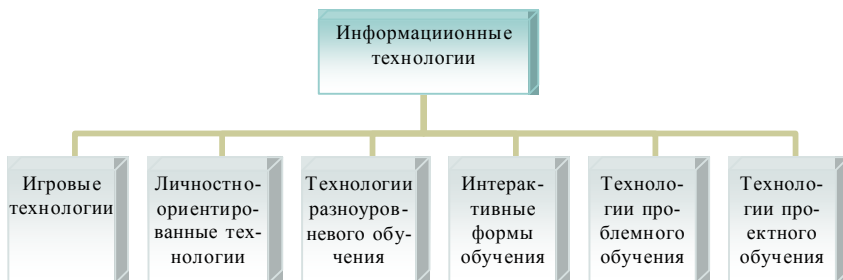 Информациионные
технологии
Игровые
технологии
Личностно-
ориентиро-
ванные тех-
нологии
Технологии
разноуров-
невого обу-
чения
Интерак-
тивные
формы
обучения
Техноло-
гии про-
блемного
обучения
Техноло-
гии про-
ектного
обучения